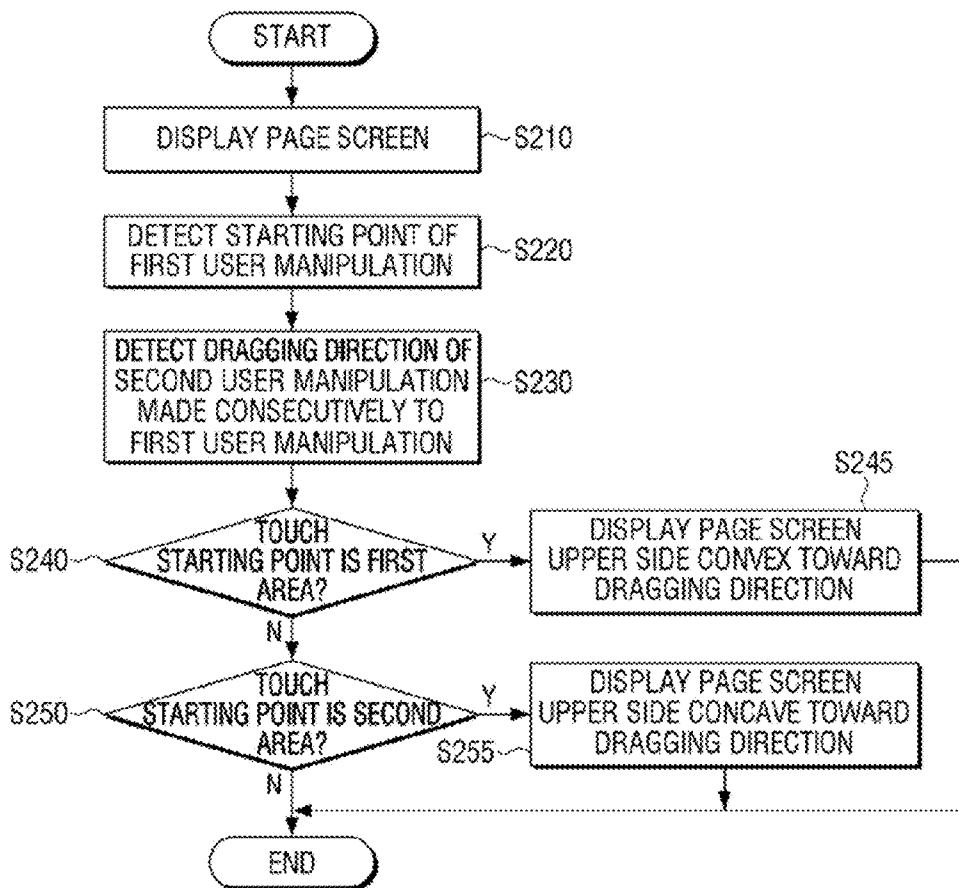 START
DISPLAY PAGE SCREEN
S210
DETECT STARTING POINT OF
FIRST USER MANIPULATION
S220
DETECT DRAGGING DIRECTION OF
SECOND USER MANIPULATION
MADE CONSECUTIVELY TO
FIRST USER MANIPULATION
S230
S240
TOUCH
STARTING POINT IS FIRST
AREA?
Y
N
S245
DISPLAY PAGE SCREEN
UPPER SIDE CONVEX TOWARD
DRAGGING DIRECTION
S250
TOUCH
STARTING POINT IS SECOND
AREA?
Y
N
S255
DISPLAY PAGE SCREEN
UPPER SIDE CONCAVE TOWARD
DRAGGING DIRECTION
END